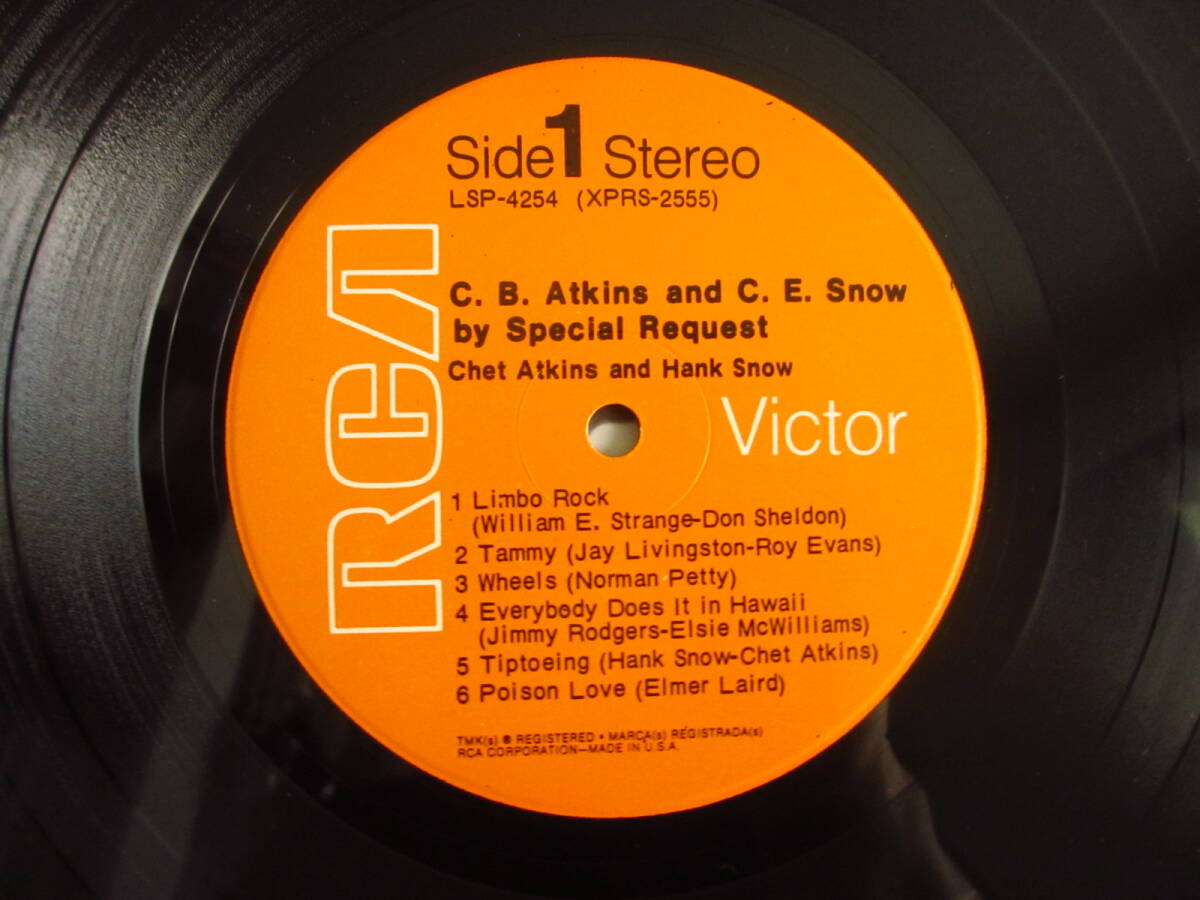 Side 1 Stereo
LSP-4254 (XPRS-2555)
RCA
C. B. Atkins and C. E. Snow
by Special Request
Chet Atkins and Hank Snow
Victor
1 Limbo Rock
(William E. Strange-Don Sheldon)
2 Tammy (Jay Livingston-Roy Evans)
3 Wheels (Norman Petty)
4 Everybody Does It in Hawaii
(Jimmy Rodgers-Elsie McWilliams)
5 Tiptoeing (Hank Snow-Chet Atkins)
6 Poison Love (Elmer Laird)
TMK(s) ® REGISTERED • MARCA(s) REGISTRADA(s)
RCA CORPORATION—MADE IN U.S.A.